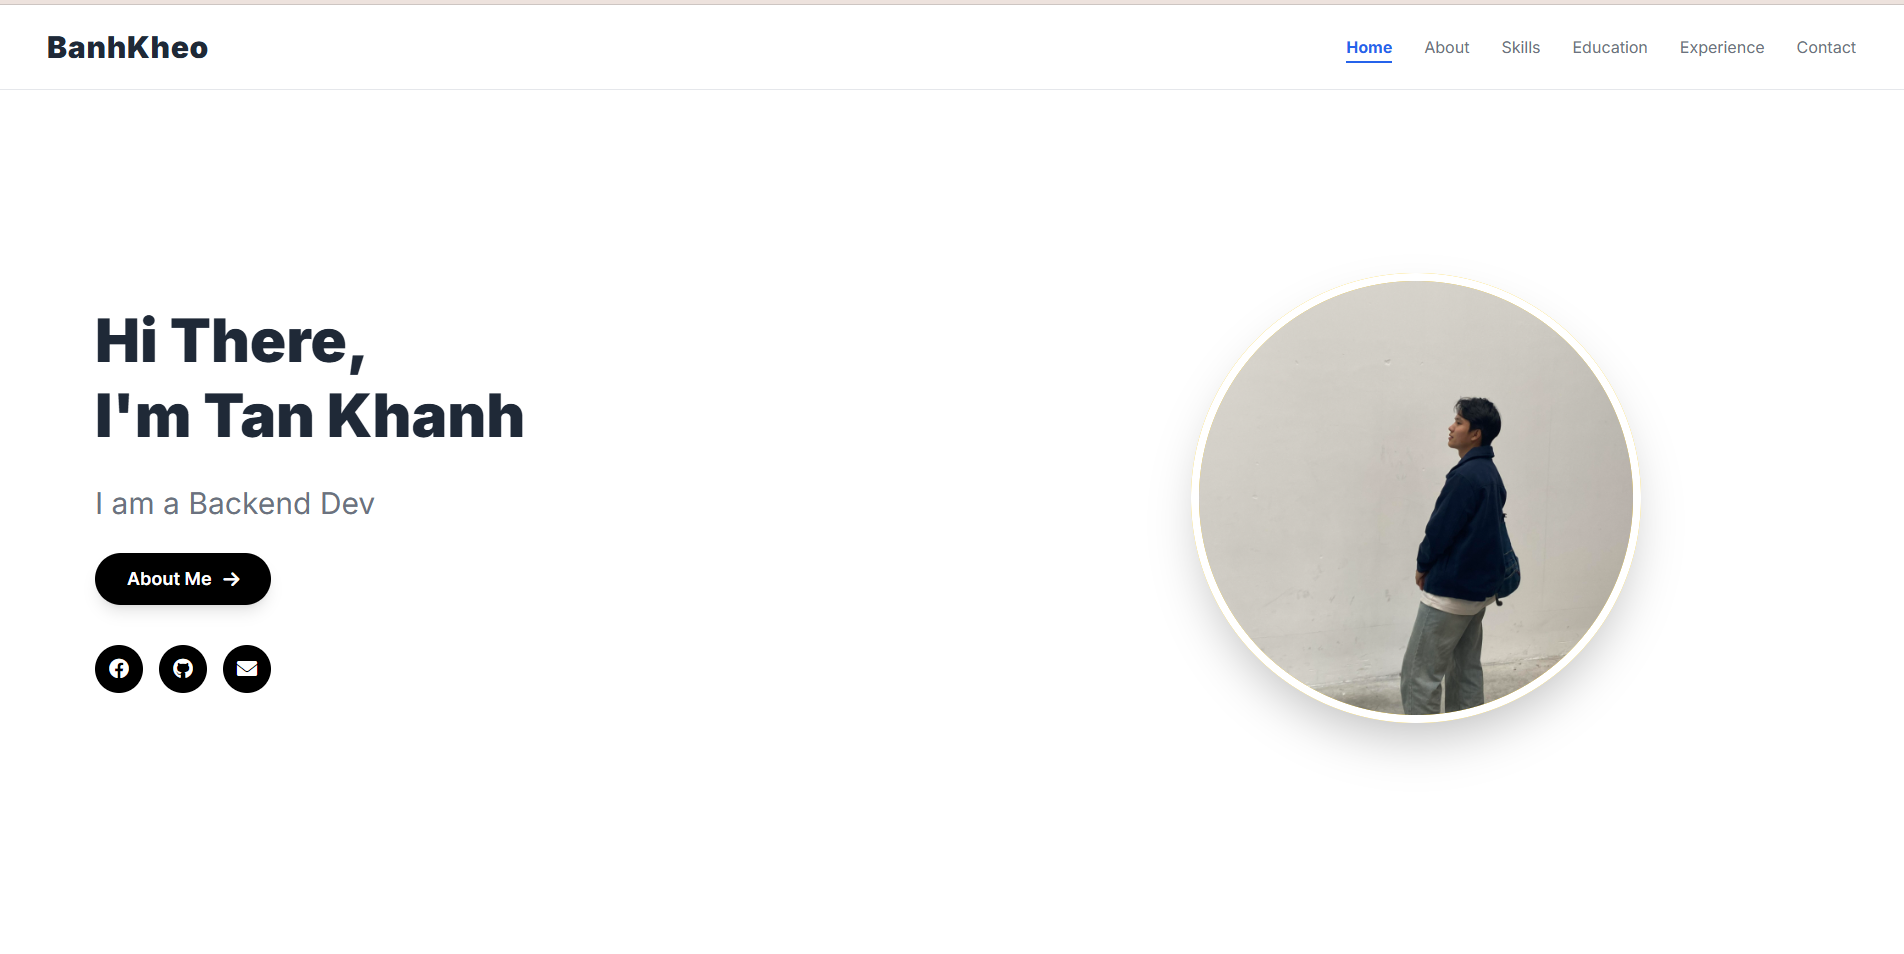 BanhKheo
Home About Skills Education Experience Contact
Hi There,
I'm Tan Khanh
I am a Backend Dev
About Me